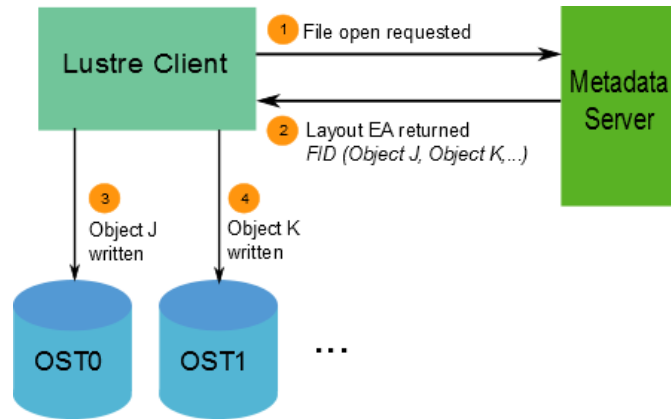 1 File open requested
Lustre Client
Metadata
Server
2 Layout EA returned
FID (Object J, Object K,...)
3
Object J
written
4
Object K
written
OST0
OST1
...